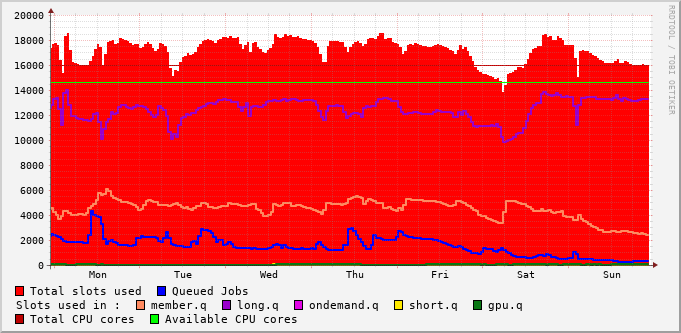 20000
18000
16000
14000
12000
10000
8000
6000
4000
2000
0
Mon Tue Wed Thu Fri Sat Sun
RRDTOOL / TOBI OETIKER
Total slots used Queued Jobs
Slots used in : member.q long.q ondemand.q short.q gpu.q
Total CPU cores Available CPU cores